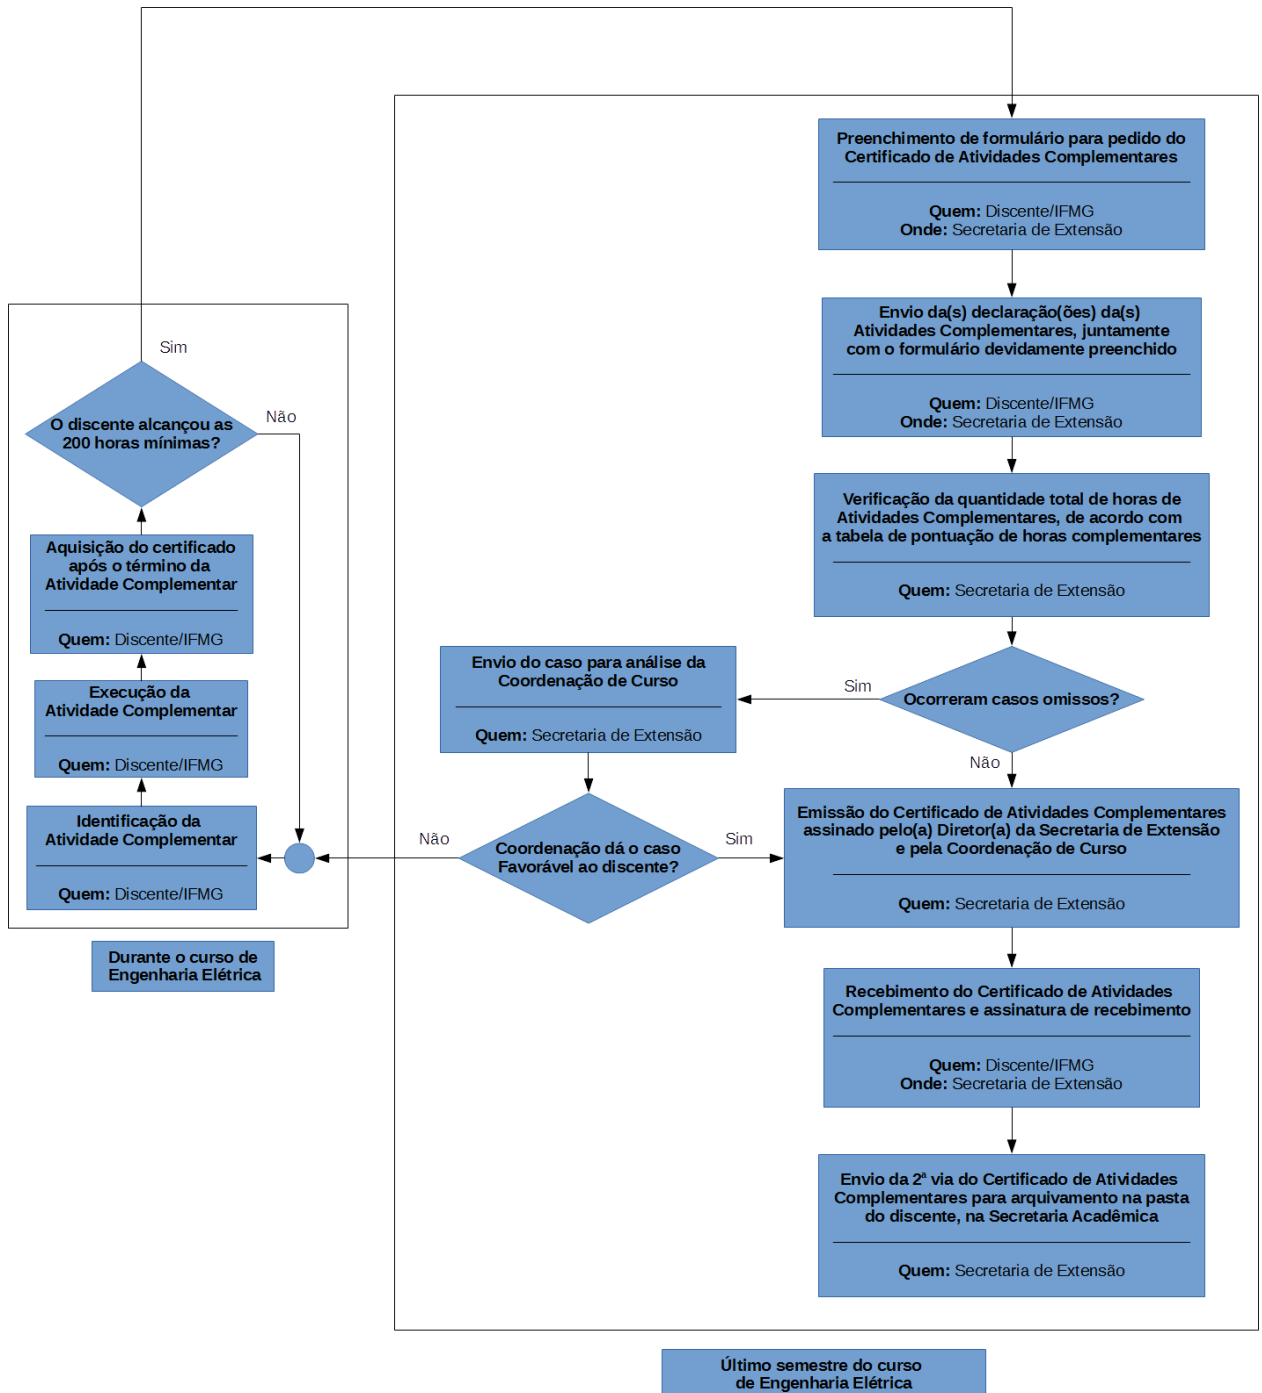 Preenchimento de formulário para pedido do
Certificado de Atividades Complementares
Quem: Discente/IFMG
Onde: Secretaria de Extensão
Envio da(s) declaração(ões) da(s)
Atividades Complementares, juntamente
com o formulário devidamente preenchido
Quem: Discente/IFMG
Onde: Secretaria de Extensão
Verificação da quantidade total de horas de
Atividades Complementares, de acordo com
a tabela de pontuação de horas complementares
Quem: Secretaria de Extensão
Ocorreram casos omissos?
Sim
Não
Envio do caso para análise da
Coordenação de Curso
Quem: Secretaria de Extensão
Coordenação dá o caso
Favorável ao discente?
Não
Sim
Emissão do Certificado de Atividades Complementares
assinado pelo(a) Diretor(a) da Secretaria de Extensão
e pela Coordenação de Curso
Quem: Secretaria de Extensão
Recebimento do Certificado de Atividades
Complementares e assinatura de recebimento
Quem: Discente/IFMG
Onde: Secretaria de Extensão
Envio da 2ª via do Certificado de Atividades
Complementares para arquivamento na pasta
do discente, na Secretaria Acadêmica
Quem: Secretaria de Extensão
Último semestre do curso
de Engenharia Elétrica
Sim
O discente alcançou as
200 horas mínimas?
Não
Aquisição do certificado
após o término da
Atividade Complementar
Quem: Discente/IFMG
Execução da
Atividade Complementar
Quem: Discente/IFMG
Identificação da
Atividade Complementar
Quem: Discente/IFMG
Durante o curso de
Engenharia Elétrica